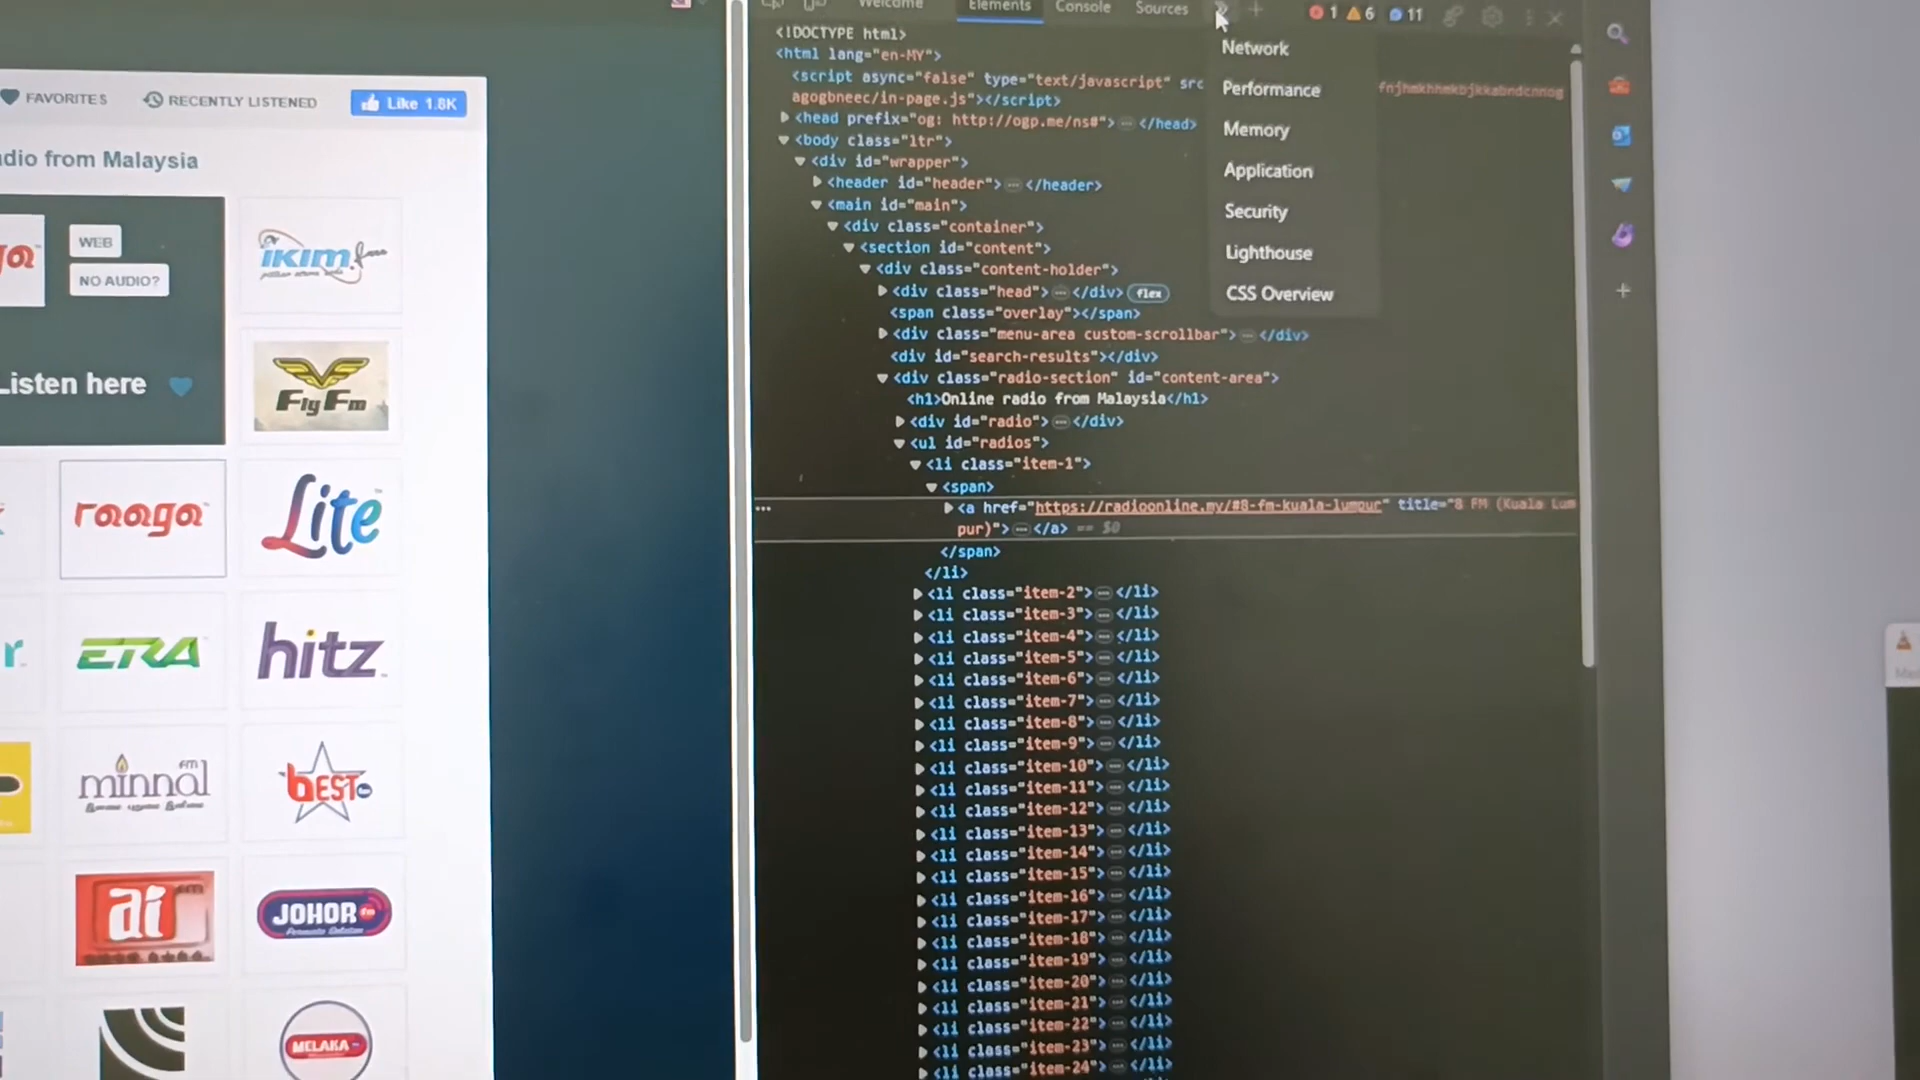 FAVORITES
RECENTLY LISTENED
Like 1.8K
dio from Malaysia
WEB
NO AUDIO?
Listen here
ikim.fm
Fly Fm
raaga
Lite
ERA
hitz
minnal fm
bEST
ai fm
JOHOR fm
MELAKA
Welcome
Elements
Console
Sources
1
6
11
Network
Performance
Memory
Application
Security
Lighthouse
CSS Overview
<!DOCTYPE html>
<html lang="en-MY">
<script async="false" type="text/javascript" src
agogbneec/in-page.js"></script>
<head prefix="og: http://ogp.me/ns#"> ⋯ </head>
<body class="ltr">
<div id="wrapper">
<header id="header"> ⋯ </header>
<main id="main">
<div class="container">
<section id="content">
<div class="content-holder">
<div class="head"> ⋯ </div> flex
<span class="overlay"></span>
<div class="menu-area custom-scrollbar"> ⋯ </div>
<div id="search-results"></div>
<div class="radio-section" id="content-area">
<h1>Online radio from Malaysia</h1>
<div id="radio"> ⋯ </div>
<ul id="radios">
<li class="item-1">
<span>
<a href="https://radioonline.my/#8-fm-kuala-lumpur" title="8 FM (Kuala Lum
pur)"> ⋯ </a> == $0
</span>
</li>
<li class="item-2"> ⋯ </li>
<li class="item-3"> ⋯ </li>
<li class="item-4"> ⋯ </li>
<li class="item-5"> ⋯ </li>
<li class="item-6"> ⋯ </li>
<li class="item-7"> ⋯ </li>
<li class="item-8"> ⋯ </li>
<li class="item-9"> ⋯ </li>
<li class="item-10"> ⋯ </li>
<li class="item-11"> ⋯ </li>
<li class="item-12"> ⋯ </li>
<li class="item-13"> ⋯ </li>
<li class="item-14"> ⋯ </li>
<li class="item-15"> ⋯ </li>
<li class="item-16"> ⋯ </li>
<li class="item-17"> ⋯ </li>
<li class="item-18"> ⋯ </li>
<li class="item-19"> ⋯ </li>
<li class="item-20"> ⋯ </li>
<li class="item-21"> ⋯ </li>
<li class="item-22"> ⋯ </li>
<li class="item-23"> ⋯ </li>
<li class="item-24"> ⋯ </li>